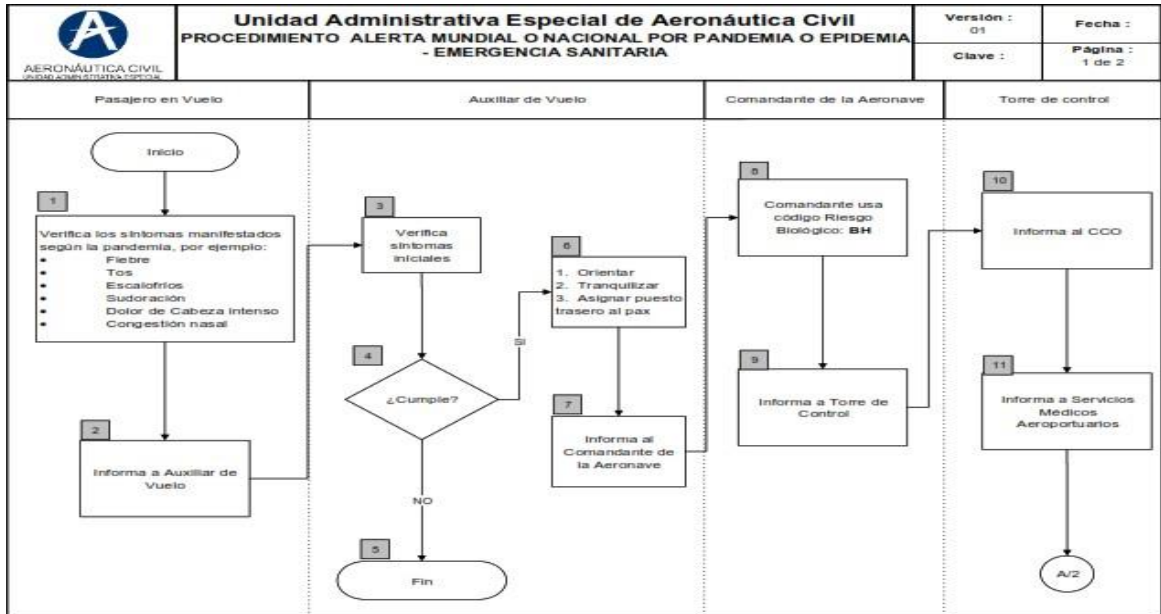 AERONÁUTICA CIVIL
UNIDAD ADMINISTRATIVA ESPECIAL
Unidad Administrativa Especial de Aeronáutica Civil
PROCEDIMIENTO ALERTA MUNDIAL O NACIONAL POR PANDEMIA O EPIDEMIA
- EMERGENCIA SANITARIA
Versión :
01
Fecha :
Clave :
Página :
1 de 2
Pasajero en Vuelo
Auxiliar de Vuelo
Comandante de la Aeronave
Torre de control
Inicio
1
Verifica los síntomas manifestados
según la pandemia, por ejemplo:
• Fiebre
• Tos
• Escalofríos
• Sudoración
• Dolor de Cabeza intenso
• Congestión nasal
2
Informa a Auxiliar de
Vuelo
3
Verifica
síntomas
iniciales
4
¿Cumple?
SI
NO
5
Fin
6
1. Orientar
2. Tranquilizar
3. Asignar puesto
trasero al pax
7
Informa al
Comandante de
la Aeronave
8
Comandante usa
código Riesgo
Biológico: BH
9
Informa a Torre de
Control
10
Informa al CCO
11
Informa a Servicios
Médicos
Aeroportuarios
A/2